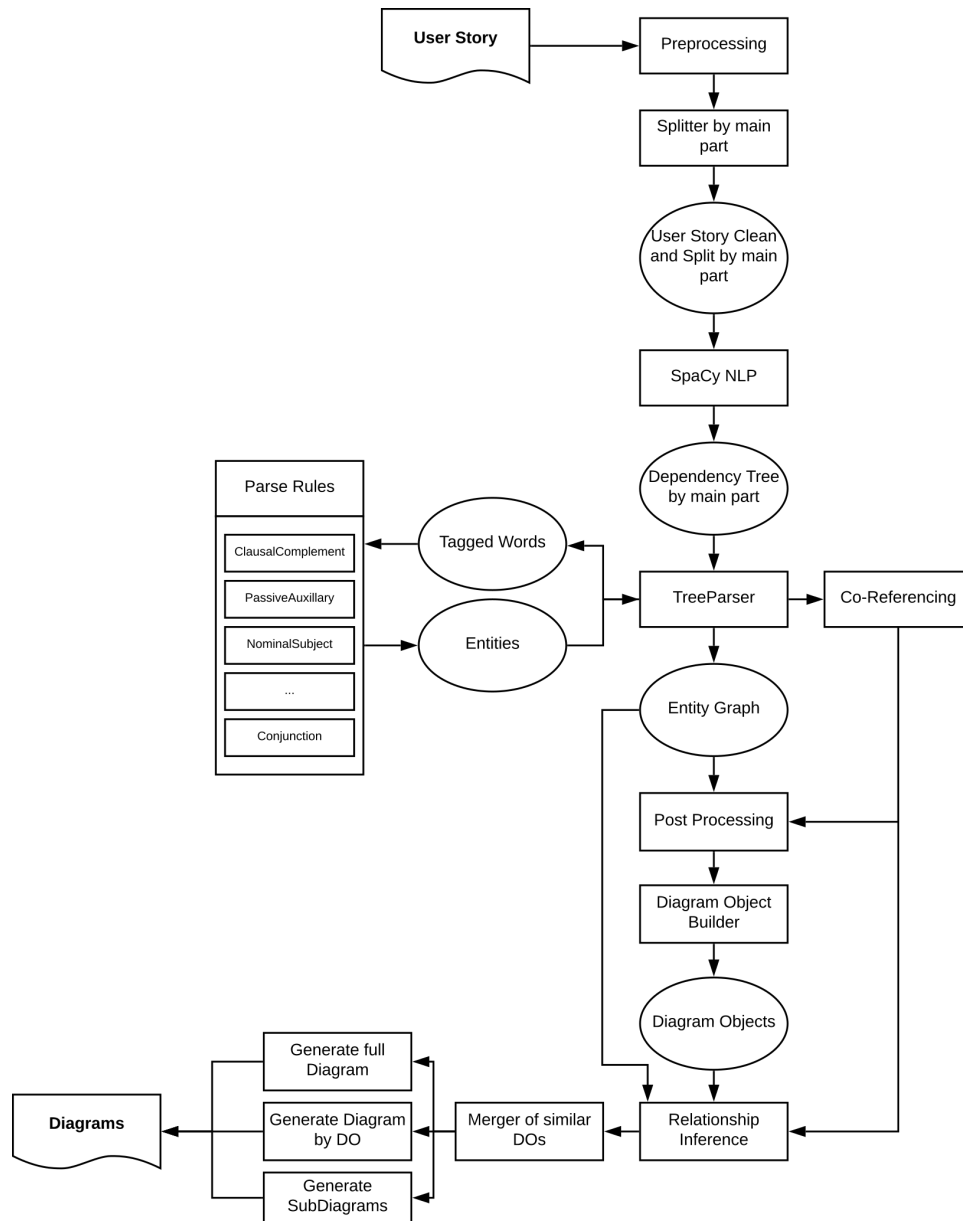 User Story
Preprocessing
Splitter by main
part
User Story Clean
and Split by main
part
SpaCy NLP
Dependency Tree
by main part
Parse Rules
ClausalComplement
PassiveAuxillary
NominalSubject
...
Conjunction
Tagged Words
Entities
TreeParser
Co-Referencing
Entity Graph
Post Processing
Diagram Object
Builder
Diagram Objects
Relationship
Inference
Merger of similar
DOs
Generate full
Diagram
Generate Diagram
by DO
Generate
SubDiagrams
Diagrams